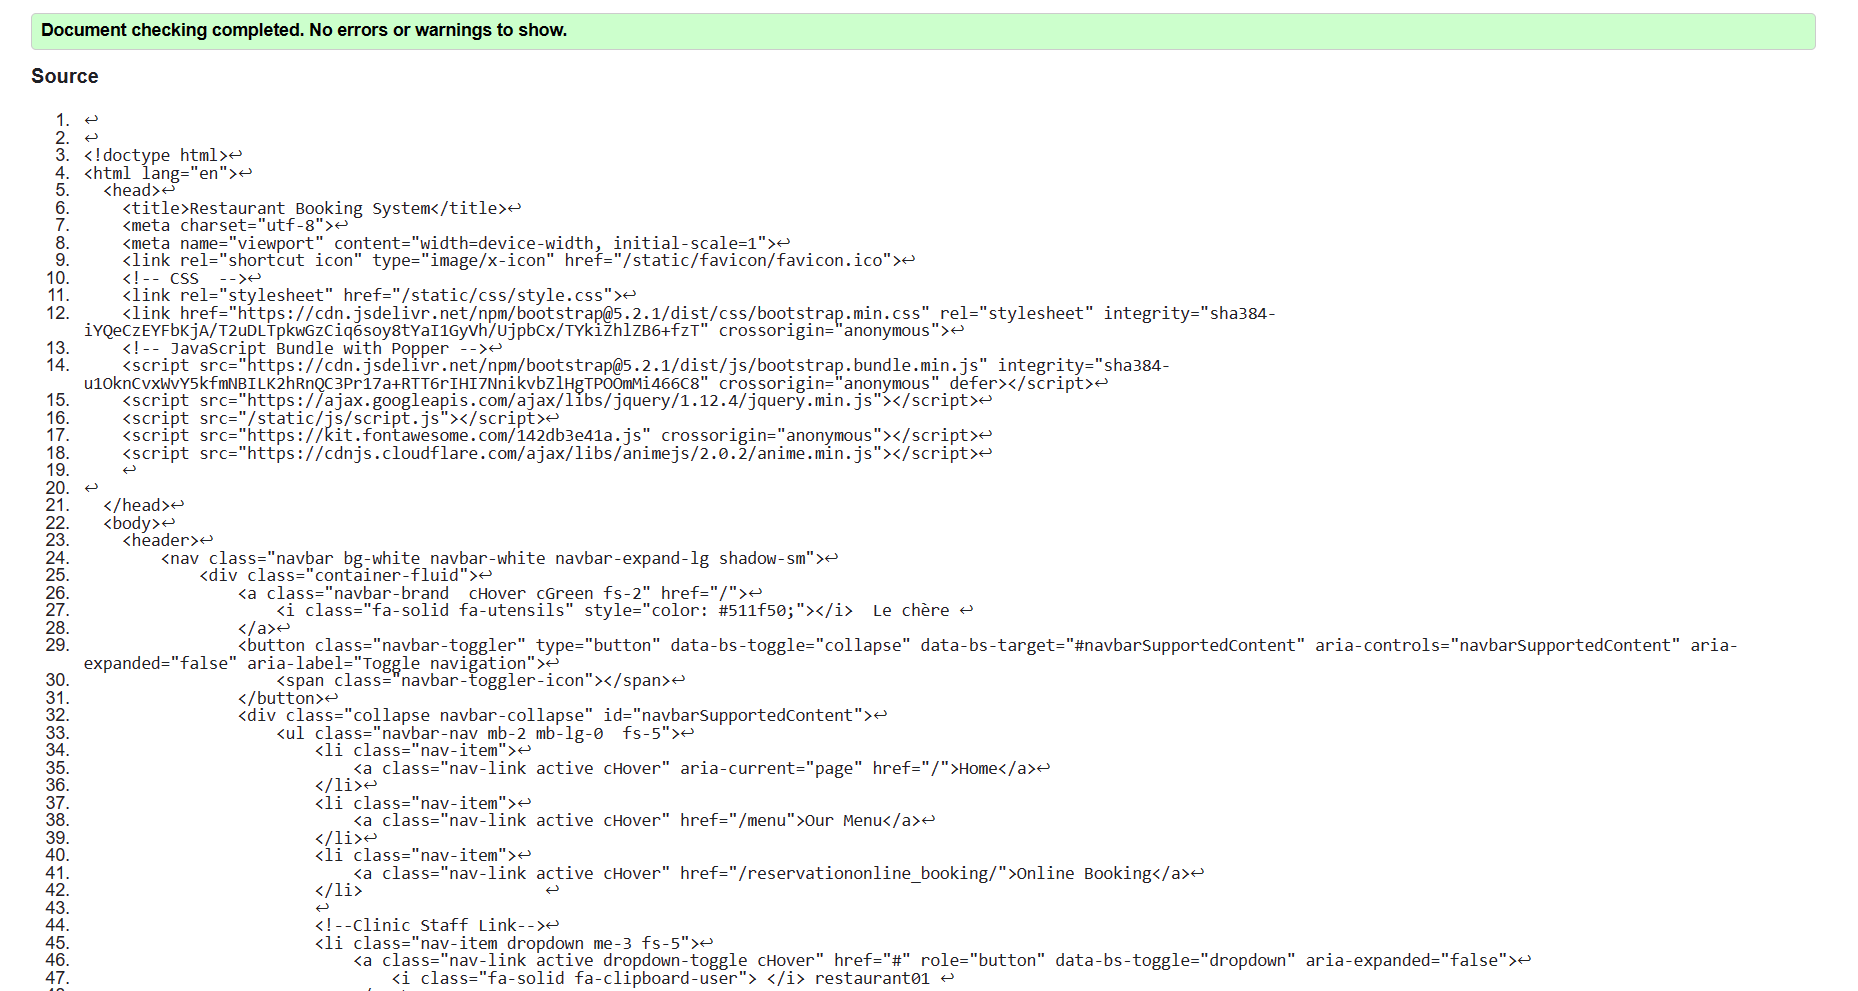 Document checking completed. No errors or warnings to show.
Source
1. ↩
2. ↩
3. <!doctype html>↩
4. <html lang="en">↩
5.   <head>↩
6.     <title>Restaurant Booking System</title>↩
7.     <meta charset="utf-8">↩
8.     <meta name="viewport" content="width=device-width, initial-scale=1">↩
9.     <link rel="shortcut icon" type="image/x-icon" href="/static/favicon/favicon.ico">↩
10.     <!-- CSS  -->↩
11.     <link rel="stylesheet" href="/static/css/style.css">↩
12.     <link href="https://cdn.jsdelivr.net/npm/bootstrap@5.2.1/dist/css/bootstrap.min.css" rel="stylesheet" integrity="sha384-
iYQeCzEYFbKjA/T2uDLTpkwGzCiq6soy8tYaI1GyVh/UjpbCx/TYkiZhlZB6+fzT" crossorigin="anonymous">↩
13.     <!-- JavaScript Bundle with Popper -->↩
14.     <script src="https://cdn.jsdelivr.net/npm/bootstrap@5.2.1/dist/js/bootstrap.bundle.min.js" integrity="sha384-
u1OknCvxWvY5kfmNBILK2hRnQC3Pr17a+RTT6rIHI7NnikvbZlHgTPOOmMi466C8" crossorigin="anonymous" defer></script>↩
15.     <script src="https://ajax.googleapis.com/ajax/libs/jquery/1.12.4/jquery.min.js"></script>↩
16.     <script src="/static/js/script.js"></script>↩
17.     <script src="https://kit.fontawesome.com/142db3e41a.js" crossorigin="anonymous"></script>↩
18.     <script src="https://cdnjs.cloudflare.com/ajax/libs/animejs/2.0.2/anime.min.js"></script>↩
19.     ↩
20. ↩
21.   </head>↩
22.   <body>↩
23.     <header>↩
24.         <nav class="navbar bg-white navbar-white navbar-expand-lg shadow-sm">↩
25.             <div class="container-fluid">↩
26.                 <a class="navbar-brand  cHover cGreen fs-2" href="/">↩
27.                     <i class="fa-solid fa-utensils" style="color: #511f50;"></i>  Le chère ↩
28.                 </a>↩
29.                 <button class="navbar-toggler" type="button" data-bs-toggle="collapse" data-bs-target="#navbarSupportedContent" aria-controls="navbarSupportedContent" aria-
expanded="false" aria-label="Toggle navigation">↩
30.                     <span class="navbar-toggler-icon"></span>↩
31.                 </button>↩
32.                 <div class="collapse navbar-collapse" id="navbarSupportedContent">↩
33.                     <ul class="navbar-nav mb-2 mb-lg-0  fs-5">↩
34.                         <li class="nav-item">↩
35.                             <a class="nav-link active cHover" aria-current="page" href="/">Home</a>↩
36.                         </li>↩
37.                         <li class="nav-item">↩
38.                             <a class="nav-link active cHover" href="/menu">Our Menu</a>↩
39.                         </li>↩
40.                         <li class="nav-item">↩
41.                             <a class="nav-link active cHover" href="/reservationonline_booking/">Online Booking</a>↩
42.                         </li>                   ↩
43.                         ↩
44.                         <!--Clinic Staff Link-->↩
45.                         <li class="nav-item dropdown me-3 fs-5">↩
46.                             <a class="nav-link active dropdown-toggle cHover" href="#" role="button" data-bs-toggle="dropdown" aria-expanded="false">↩
47.                                 <i class="fa-solid fa-clipboard-user"> </i> restaurant01 ↩